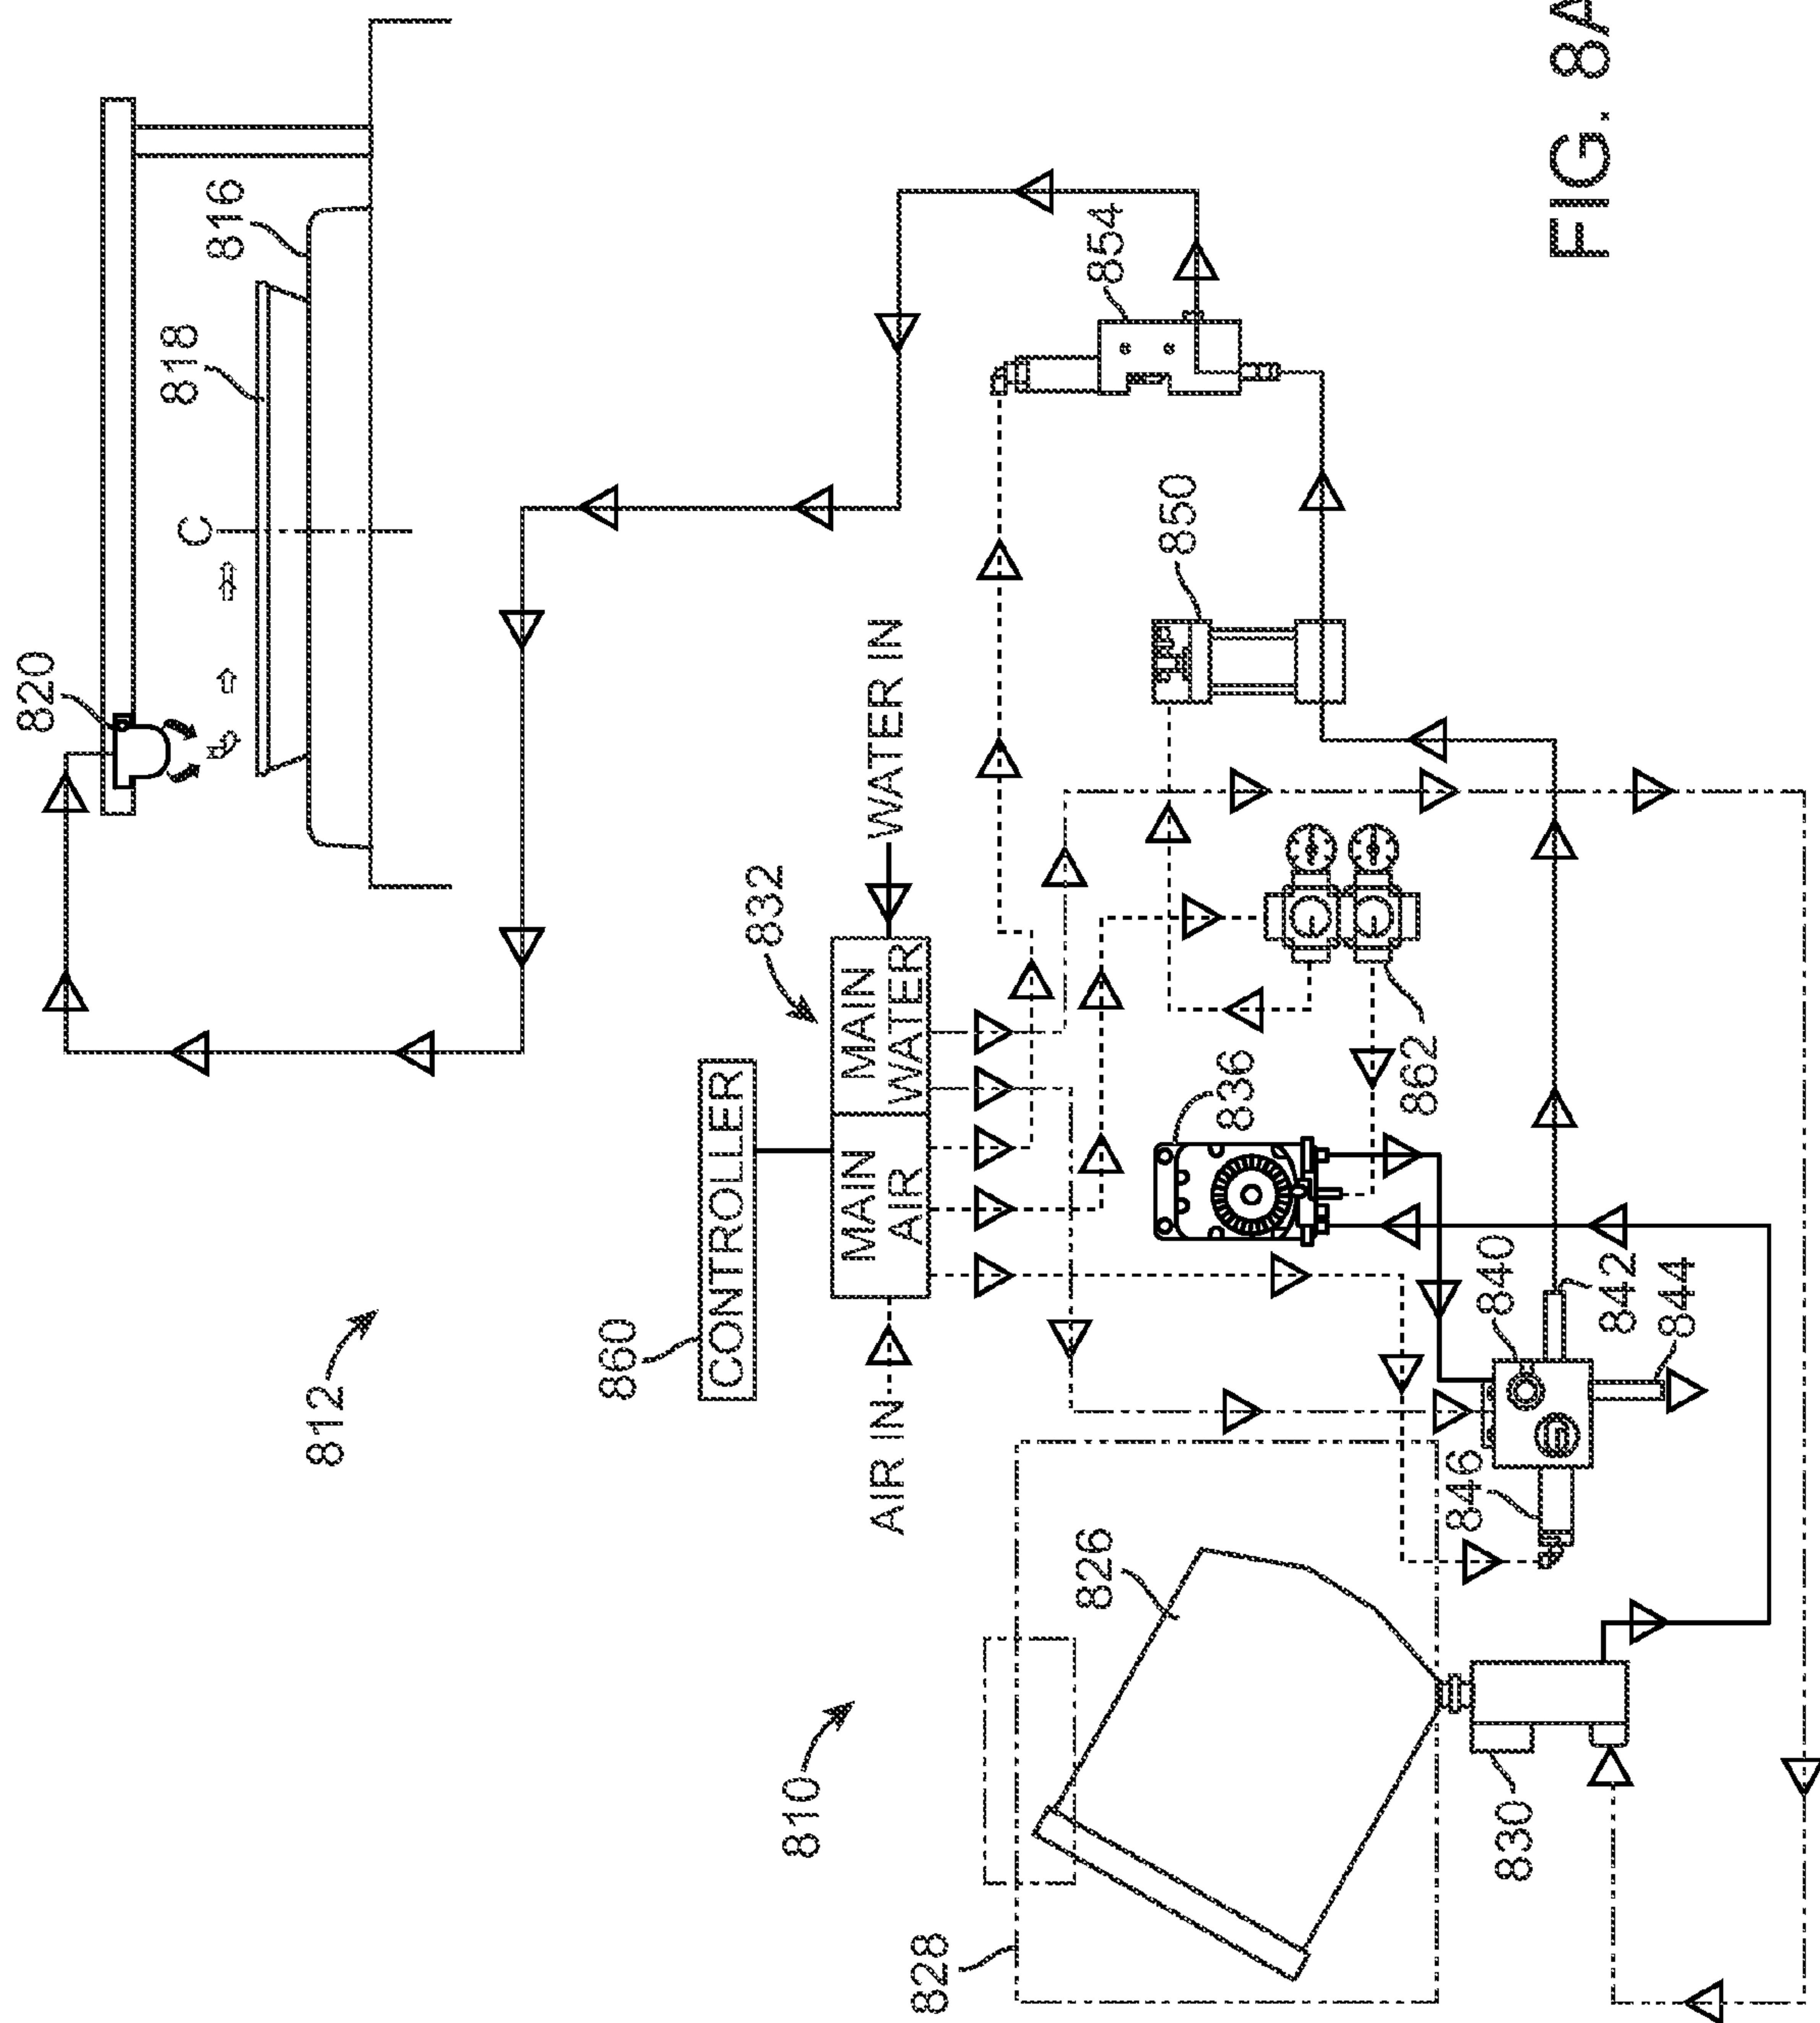 820
818
C
816
812
860
CONTROLLER
832
810
MAIN AIR
MAIN WATER
AIR IN
WATER IN
828
826
854
850
836
862
846
840
830
FIG. 8A
842
844